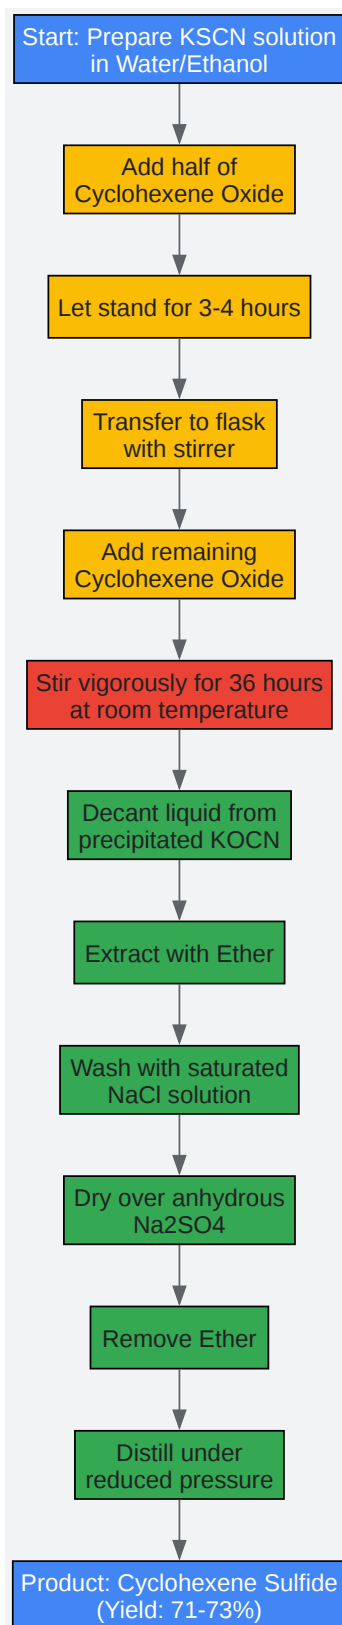 Start: Prepare KSCN solution
in Water/Ethanol
Add half of
Cyclohexene Oxide
Let stand for 3-4 hours
Transfer to flask
with stirrer
Add remaining
Cyclohexene Oxide
Stir vigorously for 36 hours
at room temperature
Decant liquid from
precipitated KOCN
Extract with Ether
Wash with saturated
NaCl solution
Dry over anhydrous
Na2SO4
Remove Ether
Distill under
reduced pressure
Product: Cyclohexene Sulfide
(Yield: 71-73%)